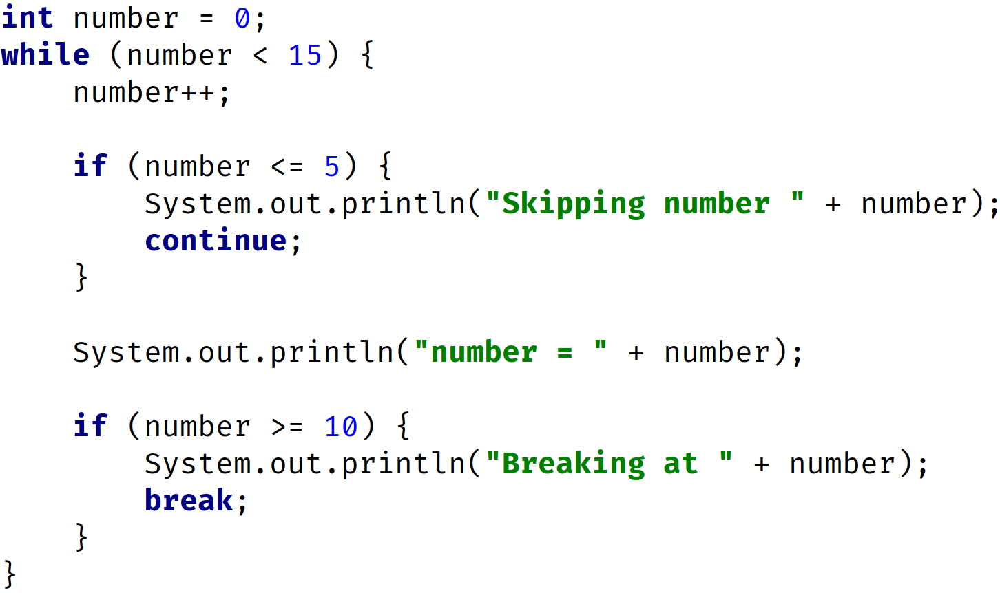 int number = 0;
while (number < 15) {
    number++;

    if (number <= 5) {
        System.out.println("Skipping number " + number);
        continue;
    }

    System.out.println("number = " + number);

    if (number >= 10) {
        System.out.println("Breaking at " + number);
        break;
    }
}